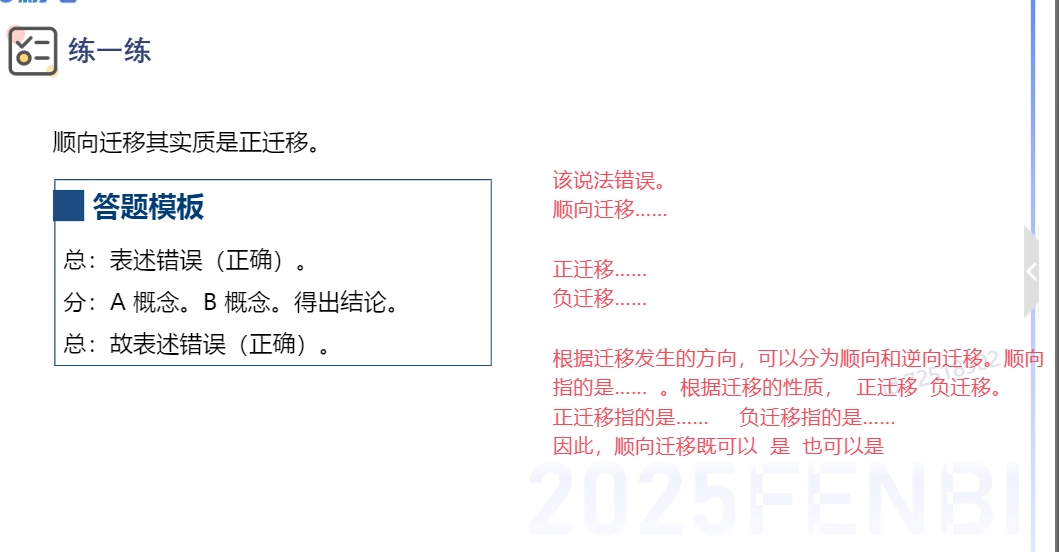 练一练
顺向迁移其实质是正迁移。
答题模板
总：表述错误（正确）。
分：A 概念。B 概念。得出结论。
总：故表述错误（正确）。
该说法错误。
顺向迁移……
正迁移……
负迁移……
根据迁移发生的方向，可以分为顺向和逆向迁移。顺向
指的是…… 。根据迁移的性质， 正迁移 负迁移。
正迁移指的是…… 负迁移指的是……
因此，顺向迁移既可以 是 也可以是
2025FENBI